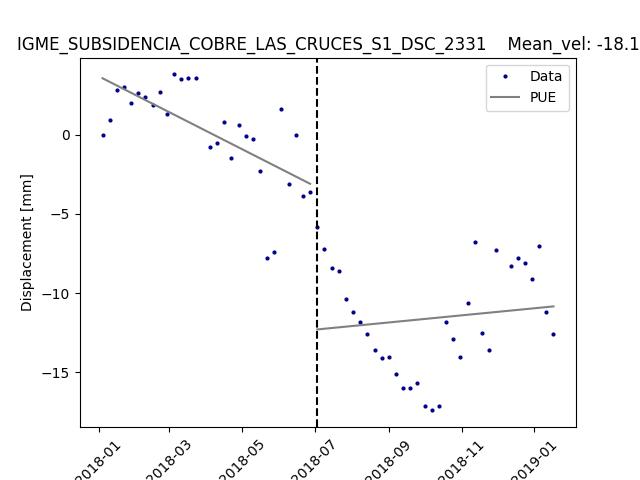 IGME_SUBSIDENCIA_COBRE_LAS_CRUCES_S1_DSC_2331    Mean_vel: -18.1
Data
PUE
Displacement [mm]
0
−5
−10
−15
2018-01
2018-03
2018-05
2018-07
2018-09
2018-11
2019-01